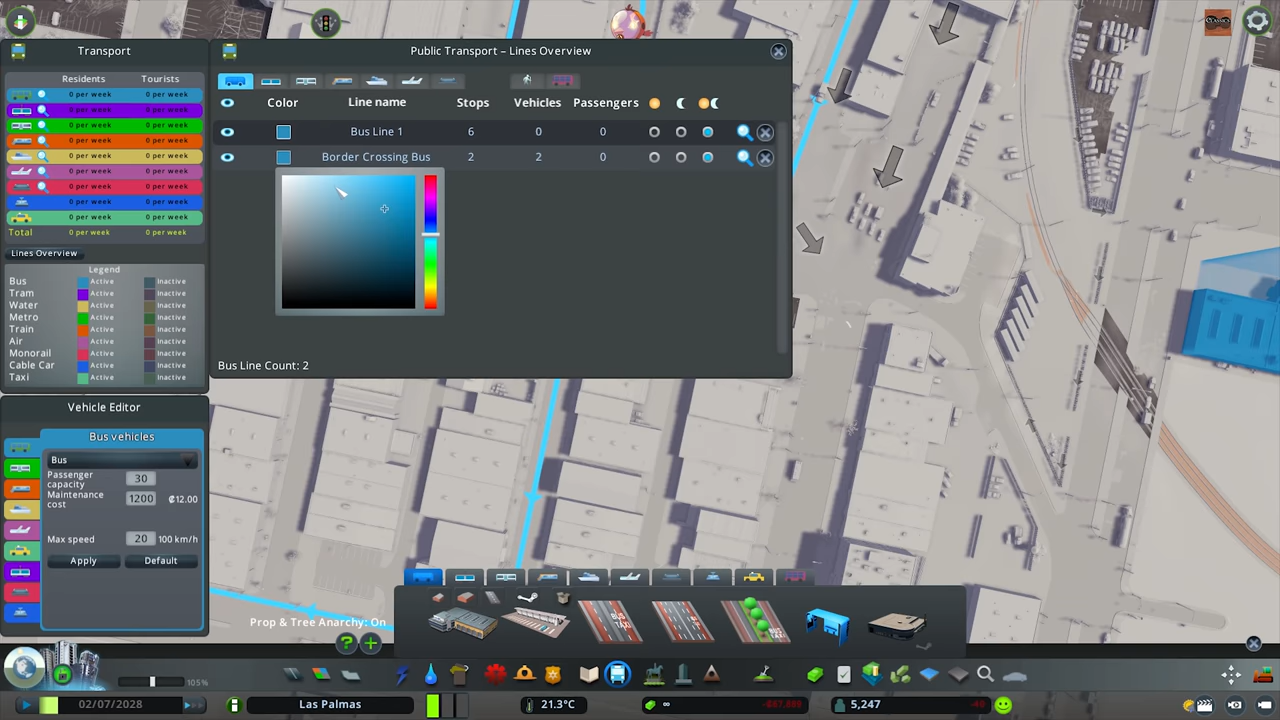 Transport
Public Transport – Lines Overview
Residents Tourists
0 per week 0 per week
0 per week 0 per week
0 per week 0 per week
0 per week 0 per week
0 per week 0 per week
0 per week 0 per week
0 per week 0 per week
0 per week 0 per week
0 per week 0 per week
Total 0 per week 0 per week
Lines Overview
Legend
Bus Active Inactive
Tram Active Inactive
Water Active Inactive
Metro Active Inactive
Train Active Inactive
Air Active Inactive
Monorail Active Inactive
Cable Car Active Inactive
Taxi Active Inactive
Color Line name Stops Vehicles Passengers
Bus Line 1 6 0 0
Border Crossing Bus 2 2 0
Bus Line Count: 2
Vehicle Editor
Bus vehicles
Bus
Passenger capacity 30
Maintenance cost 1200 ₡12.00
Max speed 20 100 km/h
Apply Default
Prop & Tree Anarchy: On
105%
02/07/2028
Las Palmas
21.3°C
∞
5,247
-40